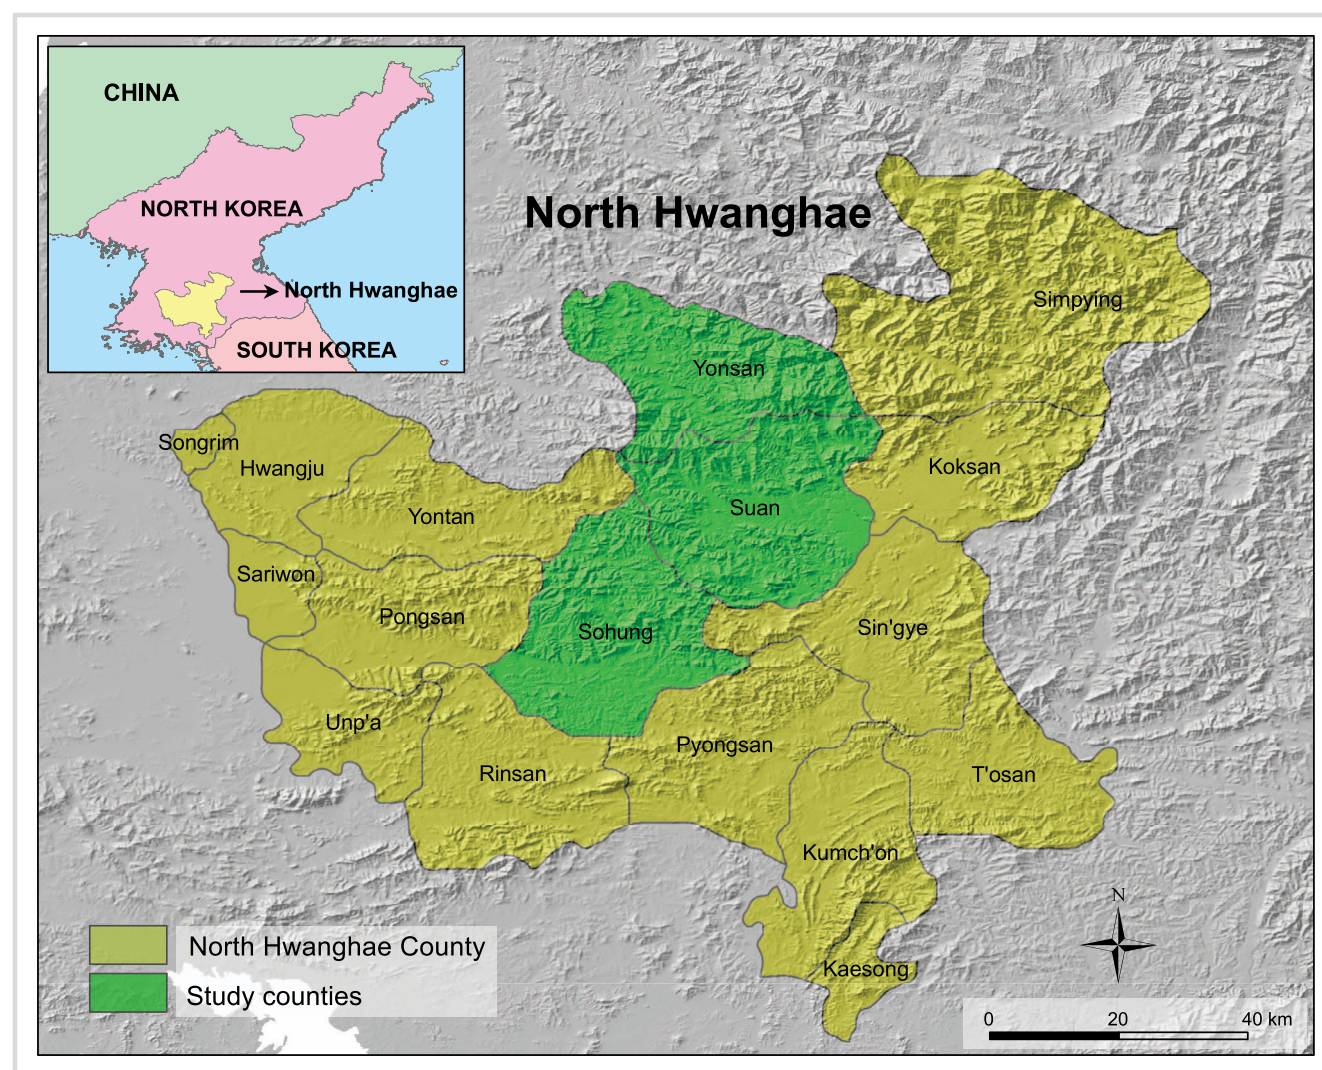 CHINA
NORTH KOREA
North Hwanghae
SOUTH KOREA
North Hwanghae
Simpying
Yonsan
Songrim
Hwangju
Koksan
Yontan
Suan
Sariwon
Pongsan
Sohung
Sin'gye
Unp'a
Pyongsan
Rinsan
T'osan
Kumch'on
Kaesong
N
North Hwanghae County
Study counties
0 20 40 km